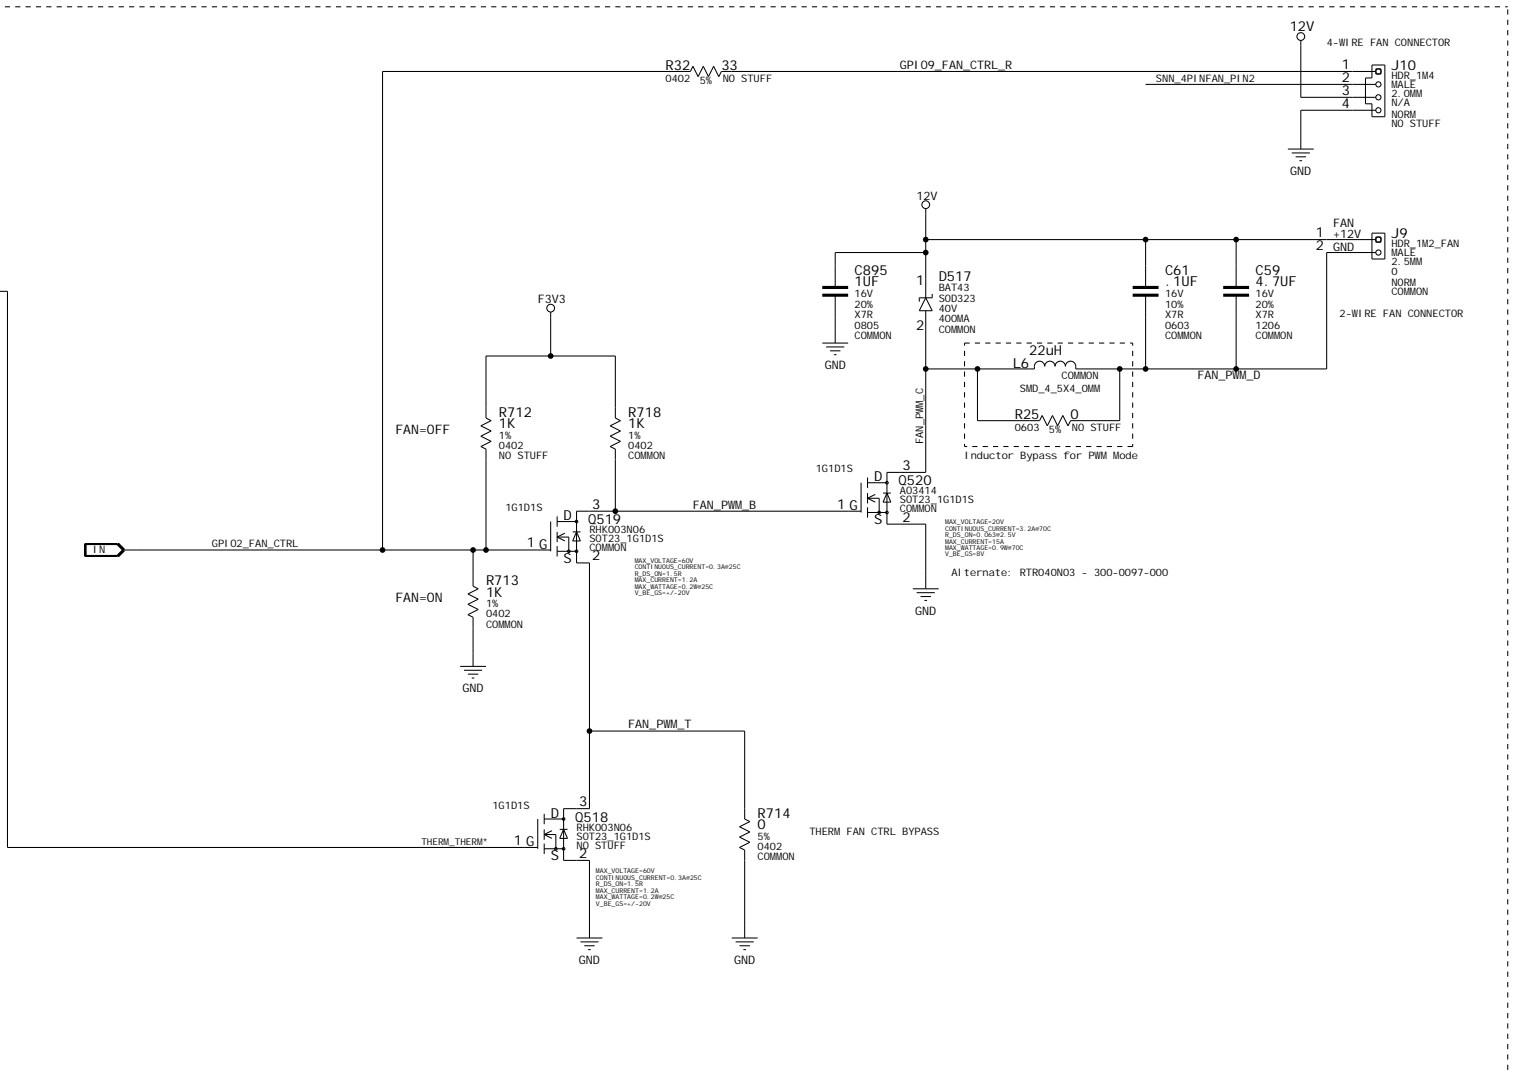 12V
4-WIRE FAN CONNECTOR
R32 33
0402 5% NO STUFF
GPIO9_FAN_CTRL_R
SNN_4PINFAN_PIN2
1
2
3
4
J10
HDR_1M4
MALE
2.0MM
N/A
NORM
NO STUFF
GND
12V
FAN
1 +12V
2 GND
J9
HDR_1M2_FAN
MALE
2.5MM
0
NORM
COMMON
2-WIRE FAN CONNECTOR
C895
1UF
16V
20%
X7R
0805
COMMON
GND
1
2
D517
BAT43
SOD323
40V
400MA
COMMON
C61
.1UF
16V
10%
X7R
0603
COMMON
C59
4.7UF
16V
20%
X7R
1206
COMMON
F3V3
22uH
L6
COMMON
SMD_4_5X4_0MM
FAN_PWM_D
R25 0
0603 5% NO STUFF
Inductor Bypass for PWM Mode
FAN_PWM_C
FAN=OFF
R712
1K
1%
0402
NO STUFF
R718
1K
1%
0402
COMMON
1G1D1S
D
1 G
S
3
2
Q520
AO3414
SOT23_1G1D1S
COMMON
MAX_VOLTAGE=20V
CONTINUOUS_CURRENT=3.2A@70C
R_DS_ON=0.063@2.5V
MAX_CURRENT=15A
MAX_WATTAGE=0.9W@70C
V_BE_GS=8V
Alternate: RTR040N03 - 300-0097-000
GND
FAN_PWM_B
1G1D1S
D
1 G
S
3
2
Q519
RHK003N06
SOT23_1G1D1S
COMMON
MAX_VOLTAGE=60V
CONTINUOUS_CURRENT=0.3A@25C
R_DS_ON=1.5R
MAX_CURRENT=1.2A
MAX_WATTAGE=0.2W@25C
V_BE_GS=+/-20V
IN
GPIO2_FAN_CTRL
FAN=ON
R713
1K
1%
0402
COMMON
GND
FAN_PWM_T
1G1D1S
D
THERM_THERM* 1 G
S
3
2
Q518
RHK003N06
SOT23_1G1D1S
NO STUFF
MAX_VOLTAGE=60V
CONTINUOUS_CURRENT=0.3A@25C
R_DS_ON=1.5R
MAX_CURRENT=1.2A
MAX_WATTAGE=0.2W@25C
V_BE_GS=+/-20V
GND
R714
0
5%
0402
COMMON
THERM FAN CTRL BYPASS
GND